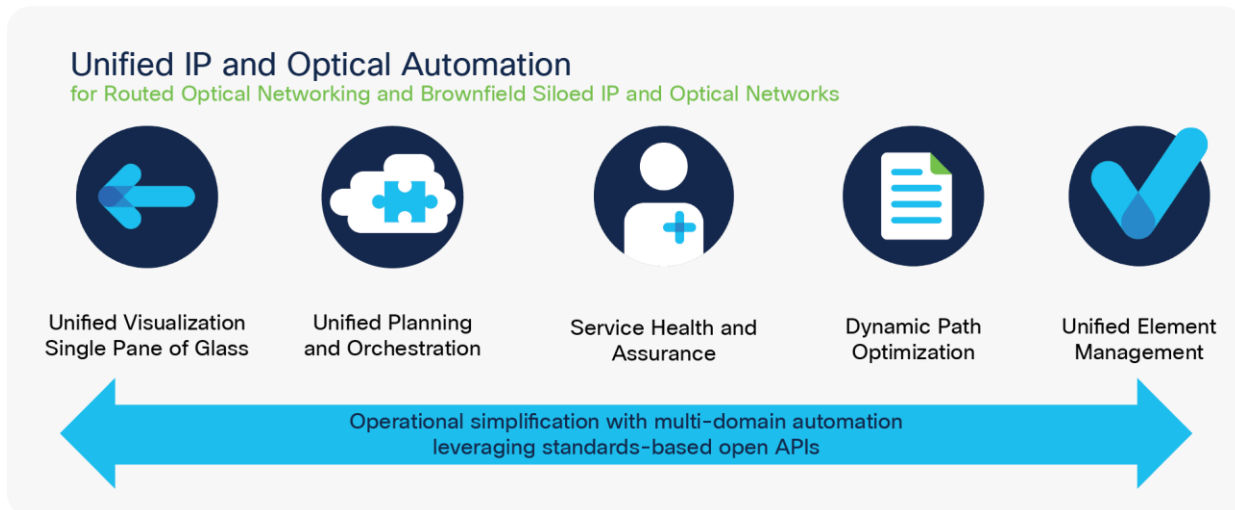 Unified IP and Optical Automation
for Routed Optical Networking and Brownfield Siloed IP and Optical Networks
Unified Visualization
Single Pane of Glass
Unified Planning
and Orchestration
Service Health and
Assurance
Dynamic Path
Optimization
Unified Element
Management
Operational simplification with multi-domain automation
leveraging standards-based open APIs